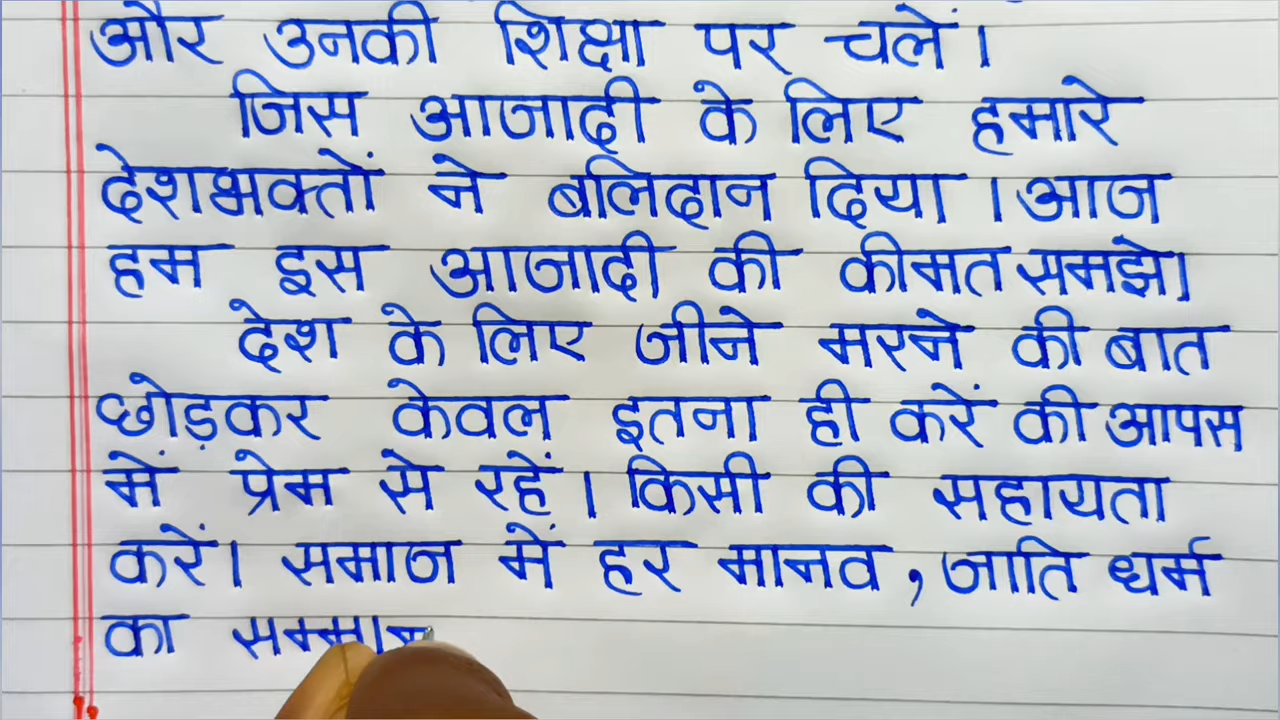 और उनकी शिक्षा पर चलें।
जिस आजादी के लिए हमारे
देशभक्तों ने बलिदान दिया । आज
हम इस आजादी की कीमत समझे।
देश के लिए जीने मरने की बात
छोड़कर केवल इतना ही करें की आपस
में प्रेम से रहें । किसी की सहायता
करें। समाज में हर मानव , जाति धर्म
का सम्मान